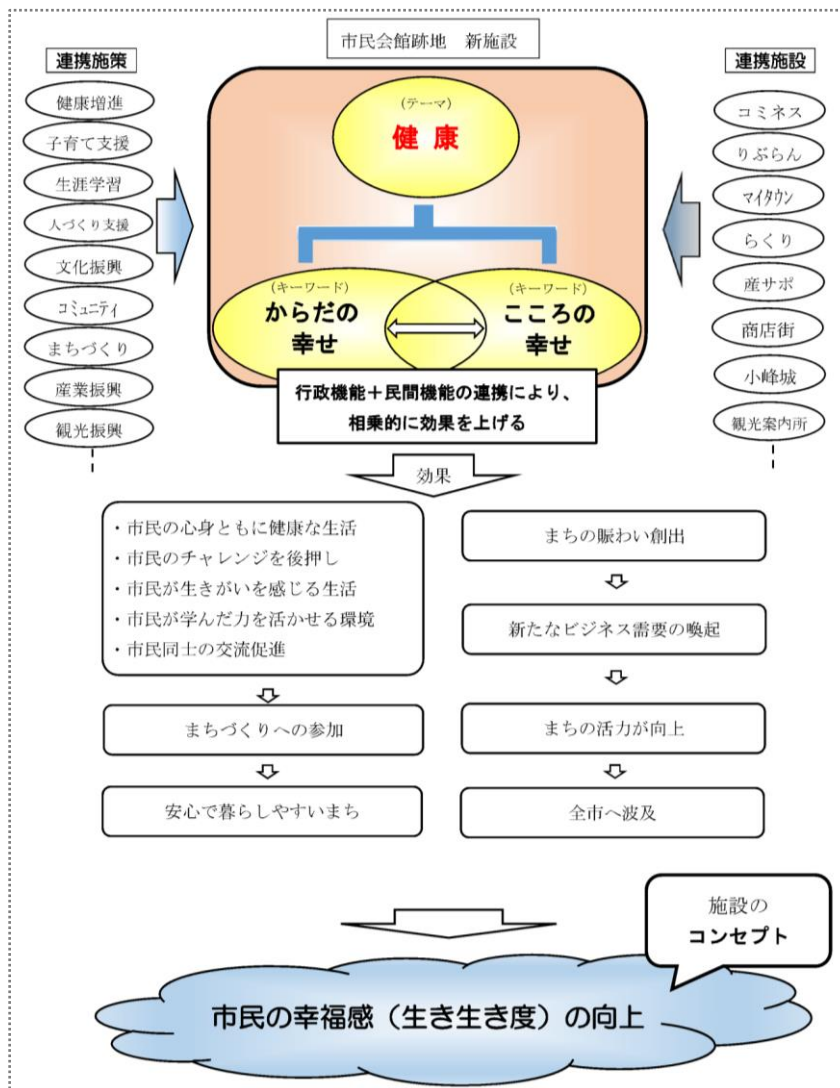 市民会館跡地　新施設
連携施策
健康増進
子育て支援
生涯学習
人づくり支援
文化振興
コミュニティ
まちづくり
産業振興
観光振興
(テーマ)
健 康
(キーワード)
からだの
幸せ
(キーワード)
こころの
幸せ
行政機能＋民間機能の連携により、
相乗的に効果を上げる
連携施設
コミネス
りぶらん
マイタウン
らくり
産サポ
商店街
小峰城
観光案内所
効果
・市民の心身ともに健康な生活
・市民のチャレンジを後押し
・市民が生きがいを感じる生活
・市民が学んだ力を活かせる環境
・市民同士の交流促進
まちづくりへの参加
安心で暮らしやすいまち
まちの賑わい創出
新たなビジネス需要の喚起
まちの活力が向上
全市へ波及
施設の
コンセプト
市民の幸福感（生き生き度）の向上